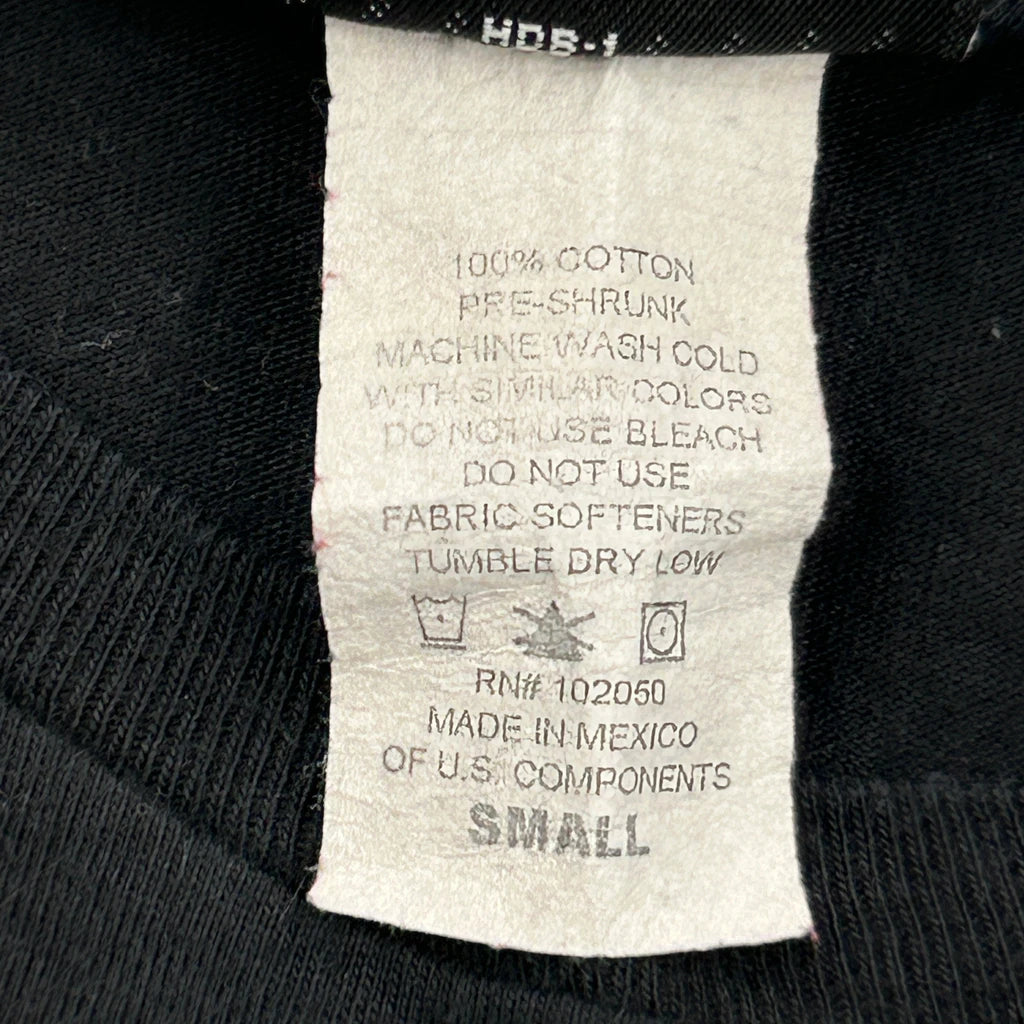 HDS-1
100% COTTON
PRE-SHRUNK
MACHINE WASH COLD
WITH SIMILAR COLORS
DO NOT USE BLEACH
DO NOT USE
FABRIC SOFTENERS
TUMBLE DRY LOW
RN# 102050
MADE IN MEXICO
OF U.S. COMPONENTS
SMALL